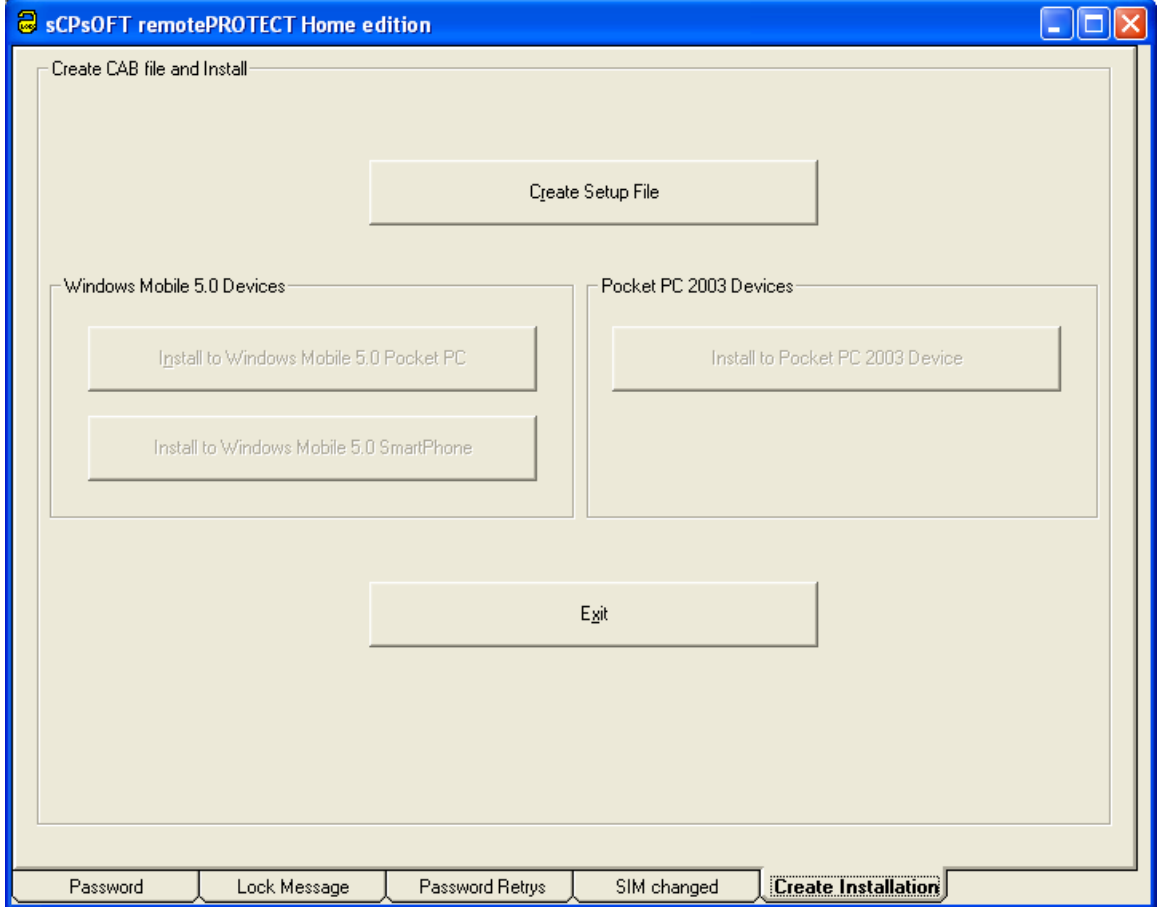 sCPsOFT remotePROTECT Home edition
Create CAB file and Install
Create Setup File
Windows Mobile 5.0 Devices
Pocket PC 2003 Devices
Install to Windows Mobile 5.0 Pocket PC
Install to Pocket PC 2003 Device
Install to Windows Mobile 5.0 SmartPhone
Exit
Password
Lock Message
Password Retrys
SIM changed
Create Installation